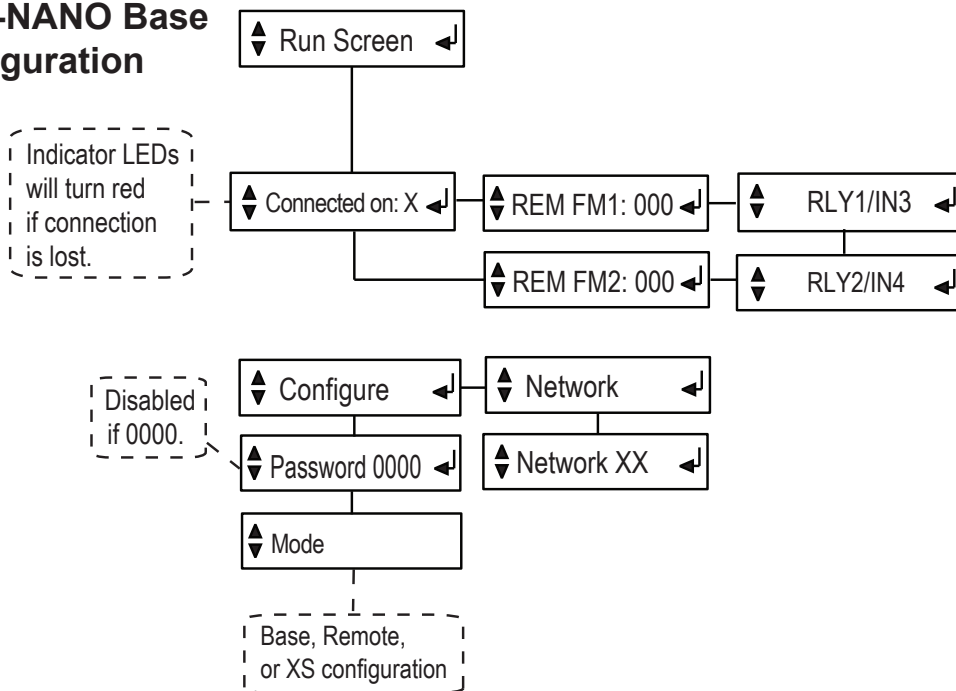 -NANO Base
guration
Run Screen
Indicator LEDs
will turn red
if connection
is lost.
Connected on: X
REM FM1: 000
RLY1/IN3
REM FM2: 000
RLY2/IN4
Configure
Network
Disabled
if 0000.
Password 0000
Network XX
Mode
Base, Remote,
or XS configuration